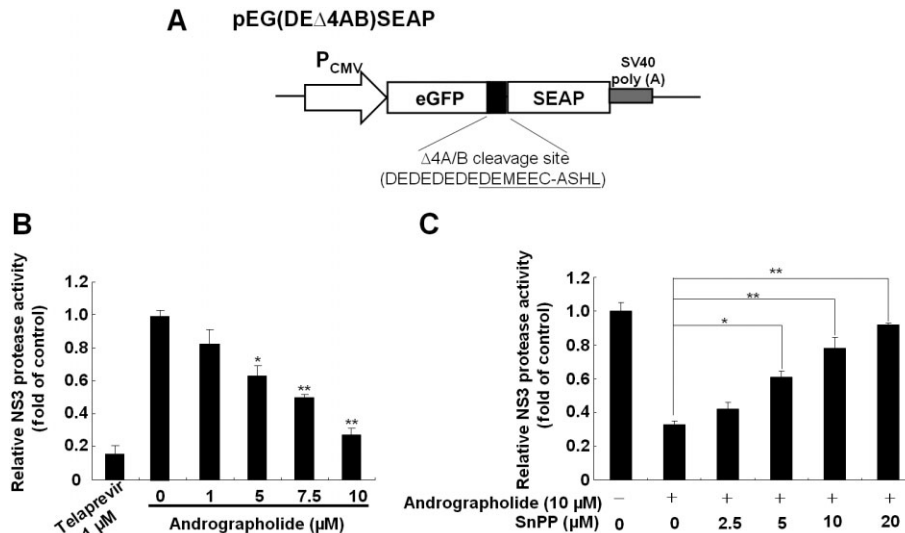 A pEG(DEΔ4AB)SEAP
P CMV
SV40
poly (A)
eGFP
SEAP
Δ4A/B cleavage site
(DEDEDEDEDEMEEC-ASHL)
B
Relative NS3 protease activity
(fold of control)
1.2
1.0
0.8
0.6
0.4
0.2
0
* ** **
Telaprevir
1 μM
0 1 5 7.5 10
Andrographolide (μM)
C
Relative NS3 protease activity
(fold of control)
1.2
1.0
0.8
0.6
0.4
0.2
0
**
**
*
Andrographolide (10 μM) − + + + + +
SnPP (μM) 0 0 2.5 5 10 20